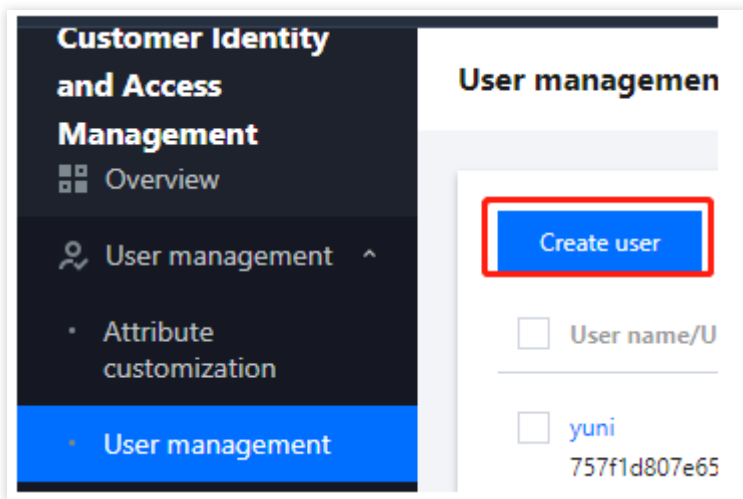 Customer Identity
and Access
Management
Overview
User management
Attribute
customization
User management
User managemen
Create user
User name/U
yuni
757f1d807e65